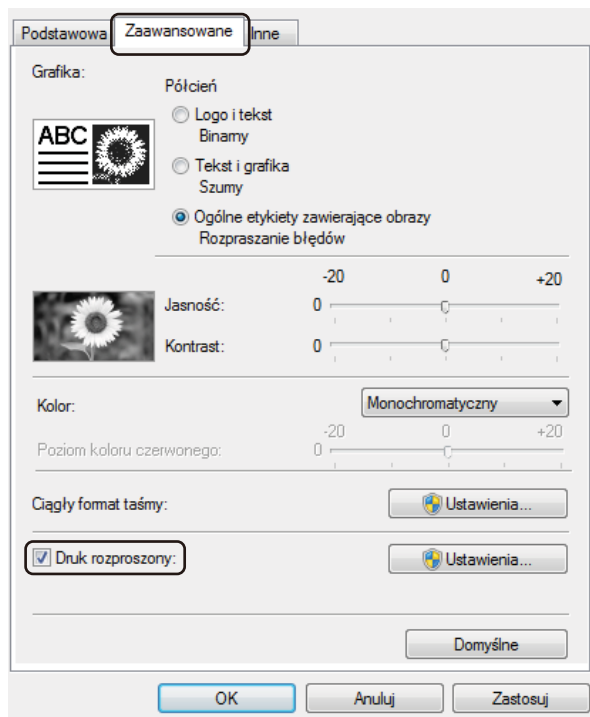 Podstawowa Zaawansowane Inne
Grafika:
Półcień
ABC
Logo i tekst
Binarny
Tekst i grafika
Szumy
Ogólne etykiety zawierające obrazy
Rozpraszanie błędów
-20 0 +20
Jasność: 0
Kontrast: 0
Kolor: Monochromatyczny
-20 0 +20
Poziom koloru czerwonego: 0
Ciągły format taśmy: Ustawienia...
Druk rozproszony: Ustawienia...
Domyślne
OK Anuluj Zastosuj